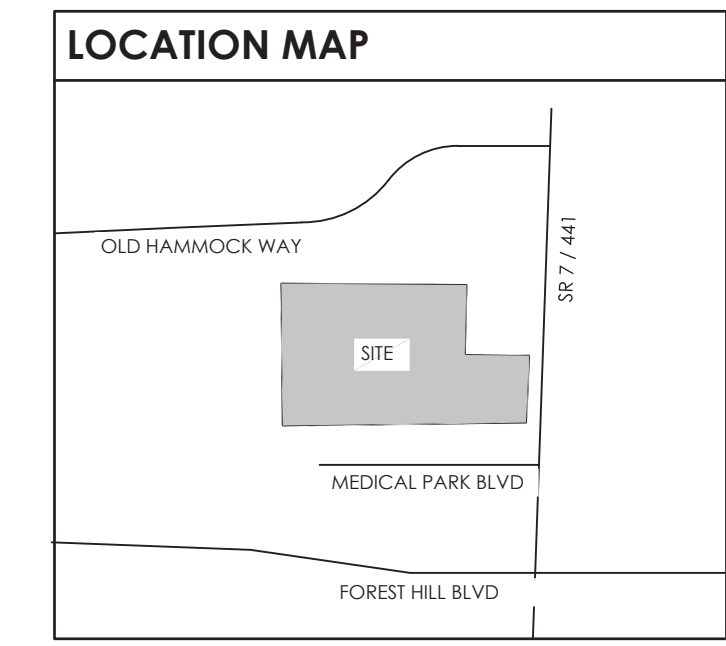 LOCATION MAP
OLD HAMMOCK WAY
SR 7 / 441
SITE
MEDICAL PARK BLVD
FOREST HILL BLVD